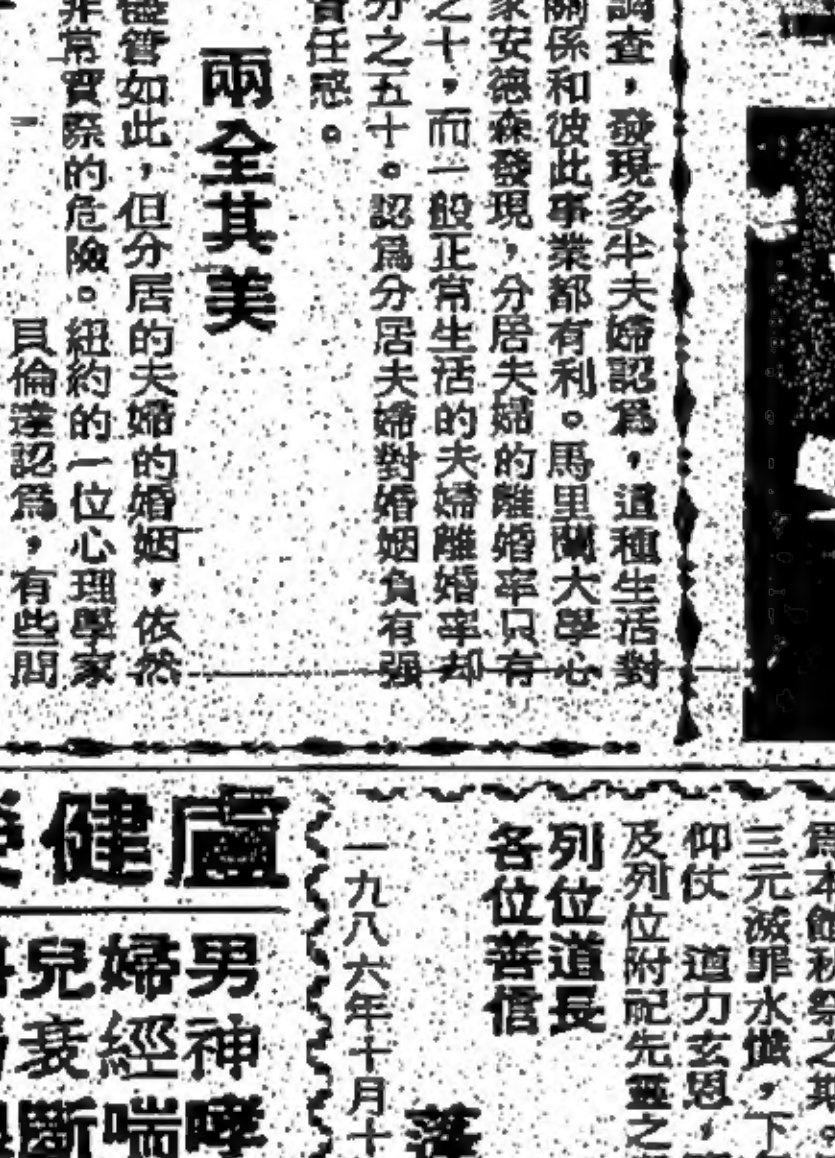 調查，發現多半夫婦認爲，這種生活對
關係和彼此事業都有利。馬里蘭大學心
家安德森發現，分居夫婦的離婚率只有
之十，而一般正常生活的夫婦離婚率却
分之五十。認爲分居夫婦對婚姻負有强
責任感。
兩全其美
儘管如此，但分居的夫婦的婚姻，依然
非常實際的危險。紐約的一位心理學家
貝倫達認爲，有些問
爲本館秋祭之期。
三元滅罪水懺，下
仰仗 道力玄恩，
及列位附祀先靈之
列位道長
各位善信
一九八六年十月十
盧健
男神哮
婦經喘
兒衰斷